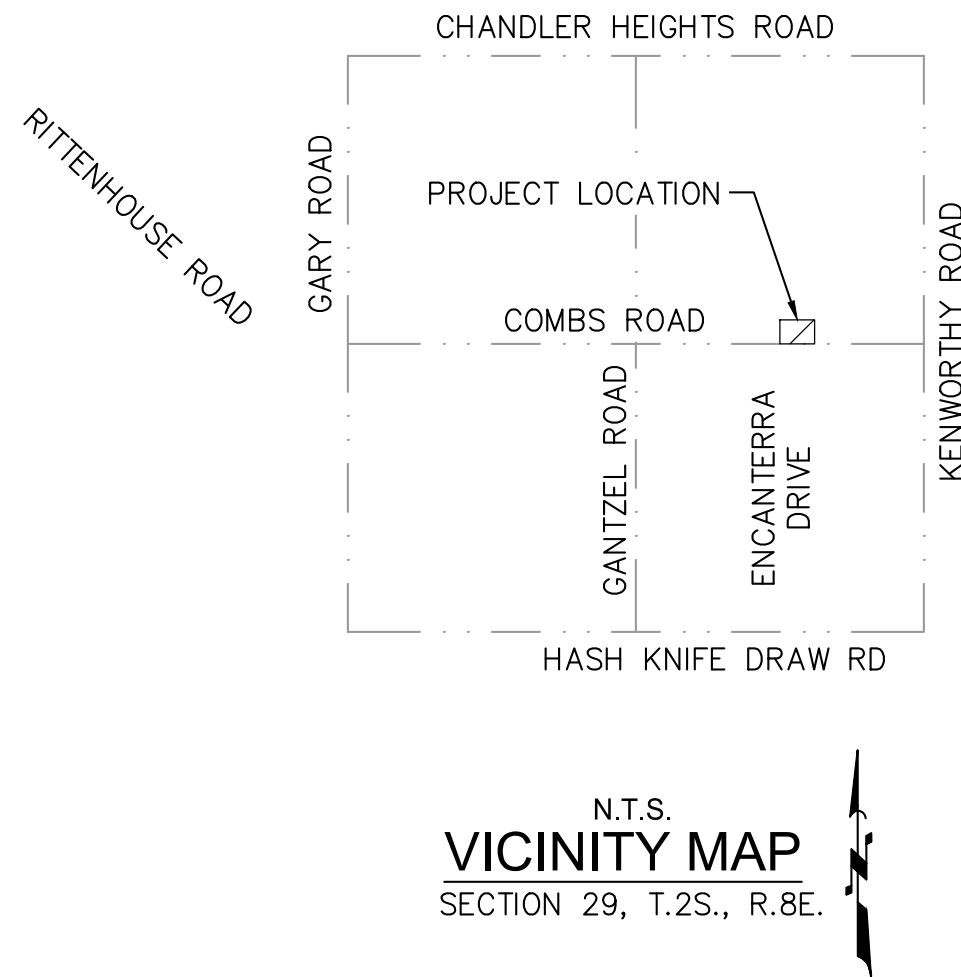 CHANDLER HEIGHTS ROAD
RITTENHOUSE ROAD
GARY ROAD
PROJECT LOCATION
KENWORTHY ROAD
COMBS ROAD
GANTZEL ROAD
ENCANTERRA
DRIVE
HASH KNIFE DRAW RD
N.T.S.
VICINITY MAP
SECTION 29, T.2S., R.8E.